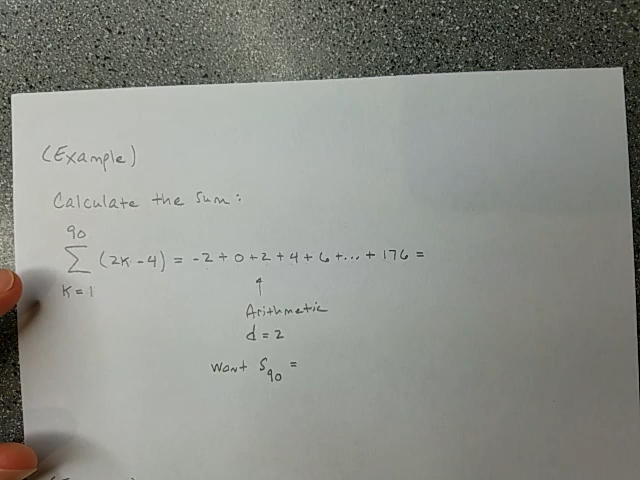 (Example)
Calculate the sum:
90
∑ (2K-4) = -2+0+2+4+6+...+176 =
K=1
↑
Arithmetic
d=2
Want S₉₀ =